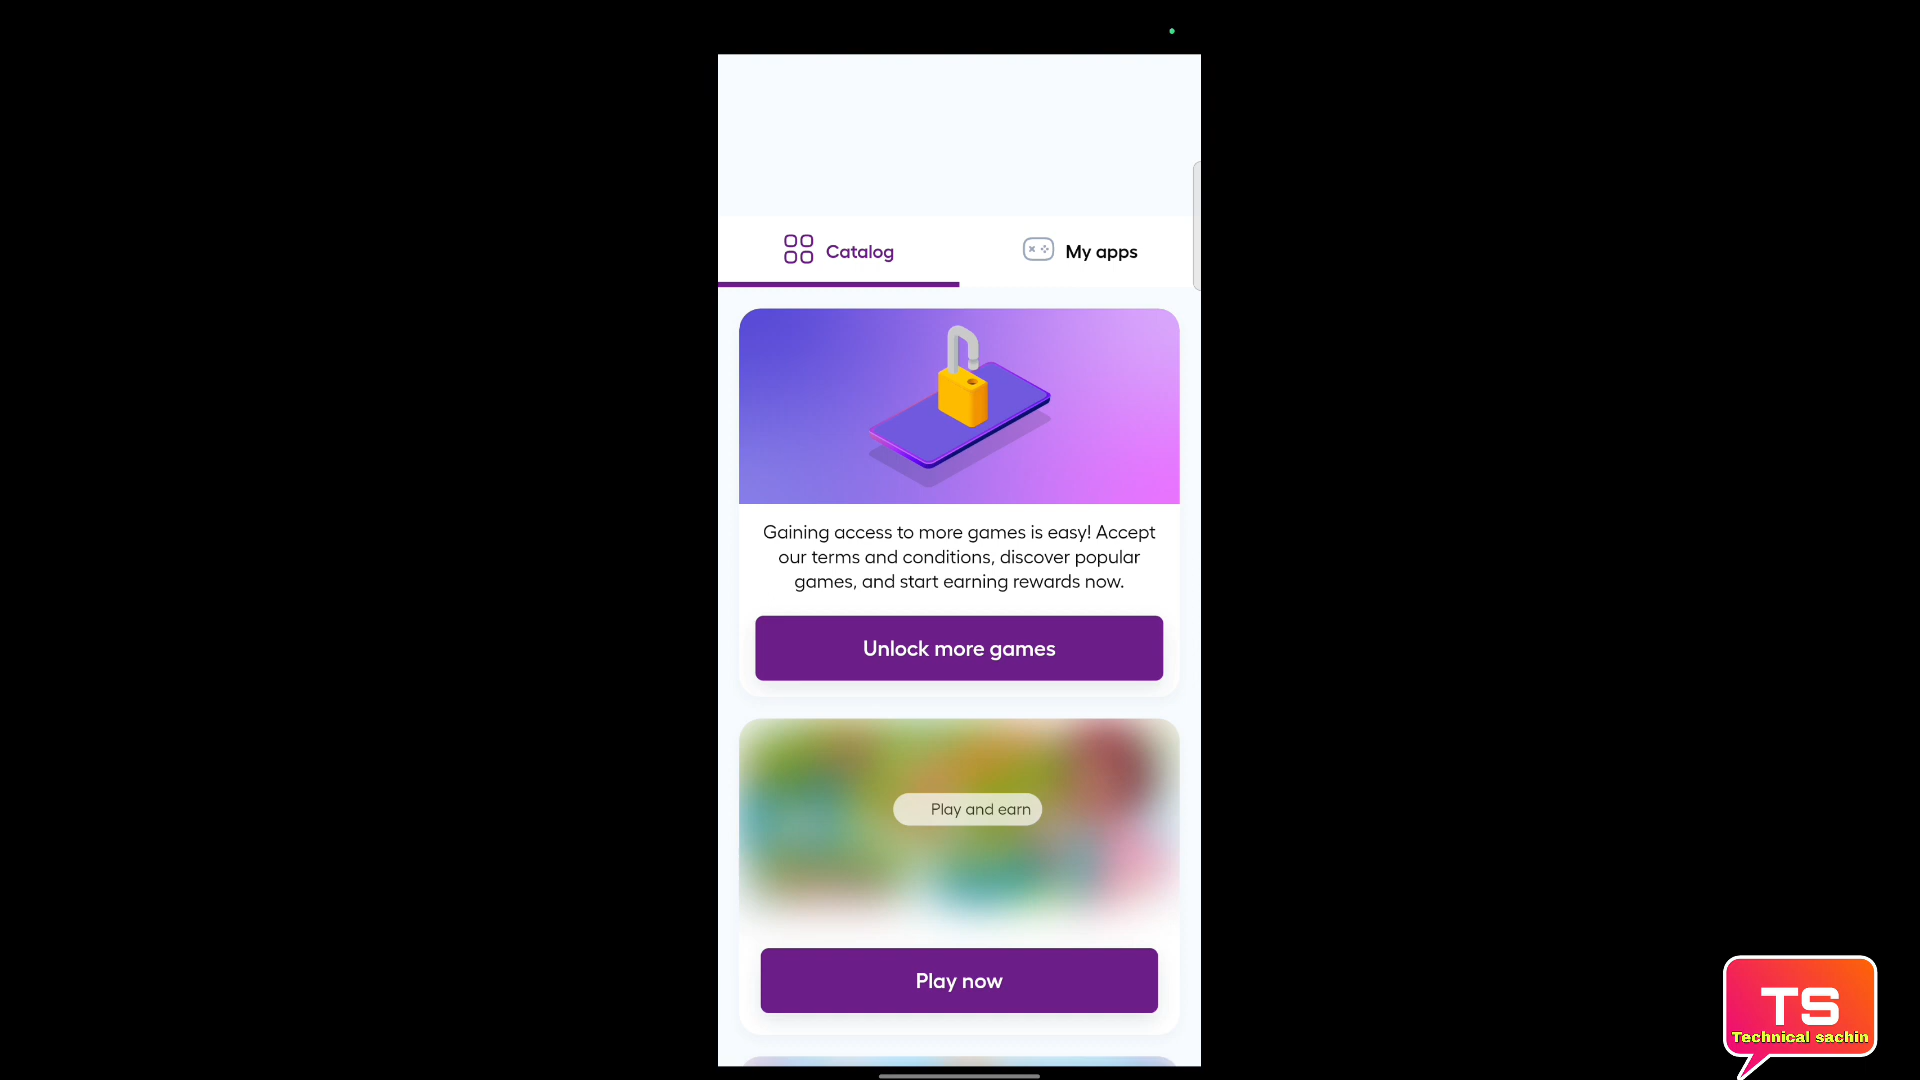 Catalog
My apps
Gaining access to more games is easy! Accept
our terms and conditions, discover popular
games, and start earning rewards now.
Unlock more games
Play and earn
Play now
TS
Technical sachin